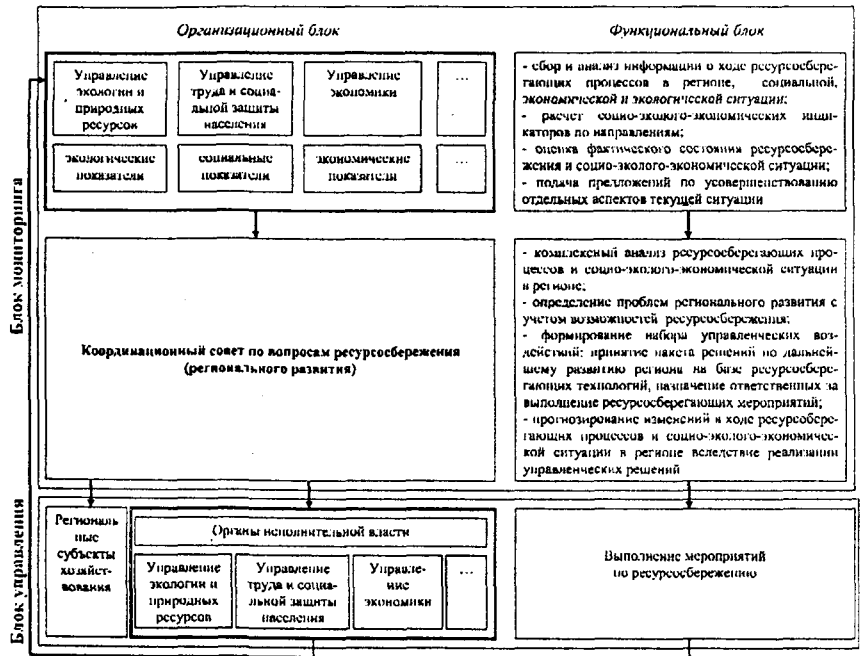 Организационный блок
Функциональный блок
Блок мониторинга
Управление
экологии и
природных
ресурсов
Управление
труда и социа-
льной защиты
населения
Управление
экономики
...
экологические
показатели
социальные
показатели
экономические
показатели
...
- сбор и анализ информации о ходе ресурсосбере-
гающих процессов в регионе, социальной,
экономической и экологической ситуации;
- расчет социо-эколого-экономических инди-
каторов по направлениям;
- оценка фактического состояния ресурсосбере-
жения и социо-эколого-экономической ситуации;
- подача предложений по усовершенствованию
отдельных аспектов текущей ситуации
Координационный совет по вопросам ресурсосбережения
(регионального развития)
- комплексный анализ ресурсосберегающих про-
цессов и социо-эколого-экономической ситуации
в регионе;
- определение проблем регионального развития с
учетом возможностей ресурсосбережения;
- формирование набора управленческих воз-
действий: принятие пакета решений по дальней-
шему развитию региона на базе ресурсосбере-
гающих технологий, назначение ответственных за
выполнение ресурсосберегающих мероприятий;
- прогнозирование изменений в ходе ресурсосбере-
гающих процессов и социо-эколого-экономичес-
кой ситуации в регионе вследствие реализации
управленческих решений
Блок управления
Региональ
ные
субъекты
хозяйст-
вования
Органы исполнительной власти
Управление
экологии и
природных
ресурсов
Управление
труда и социа-
льной защиты
населения
Управле-
ние
экономики
...
Выполнение мероприятий
по ресурсосбережению